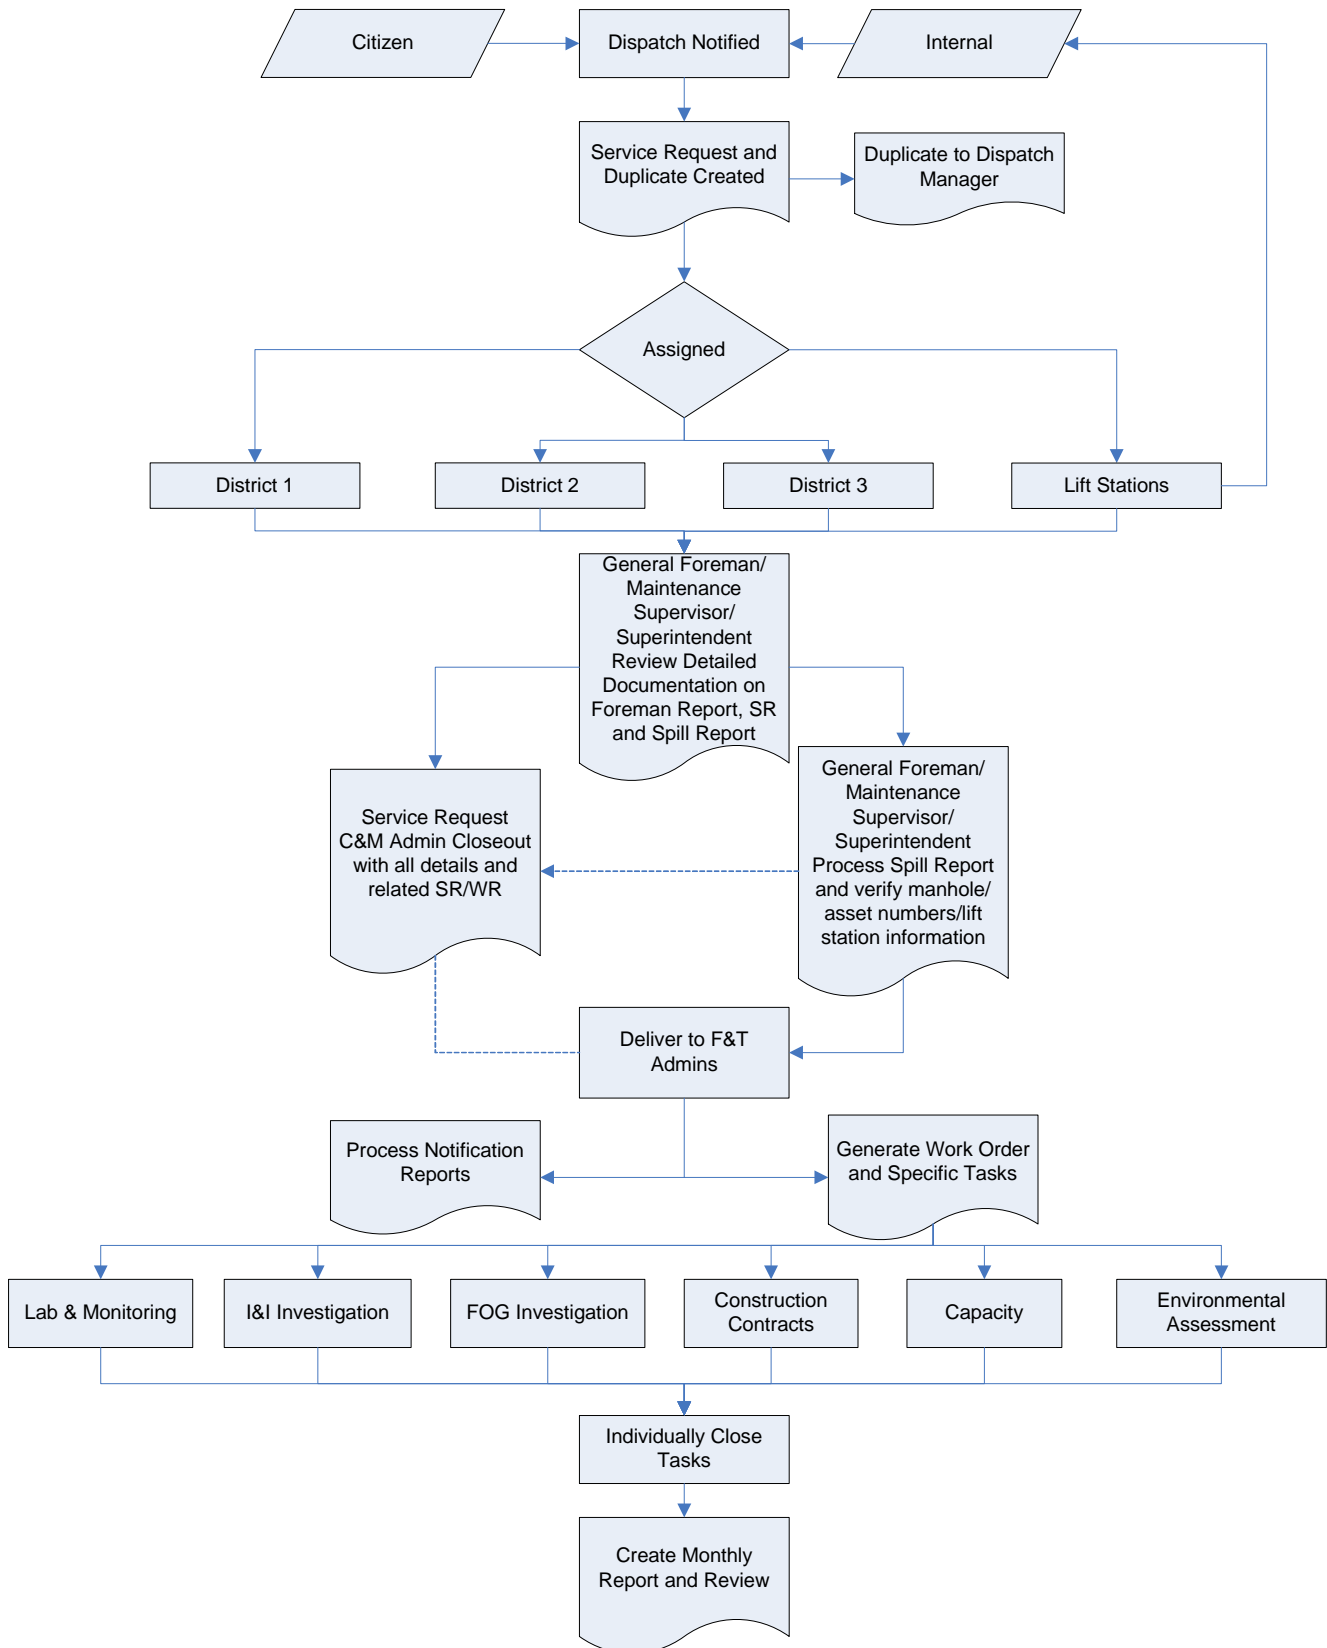 Citizen
Dispatch Notified
Internal
Service Request and
Duplicate Created
Duplicate to Dispatch
Manager
Assigned
District 1
District 2
District 3
Lift Stations
General Foreman/
Maintenance
Supervisor/
Superintendent
Review Detailed
Documentation on
Foreman Report, SR
and Spill Report
Service Request
C&M Admin Closeout
with all details and
related SR/WR
General Foreman/
Maintenance
Supervisor/
Superintendent
Process Spill Report
and verify manhole/
asset numbers/lift
station information
Deliver to F&T
Admins
Process Notification
Reports
Generate Work Order
and Specific Tasks
Lab & Monitoring
I&I Investigation
FOG Investigation
Construction
Contracts
Capacity
Environmental
Assessment
Individually Close
Tasks
Create Monthly
Report and Review